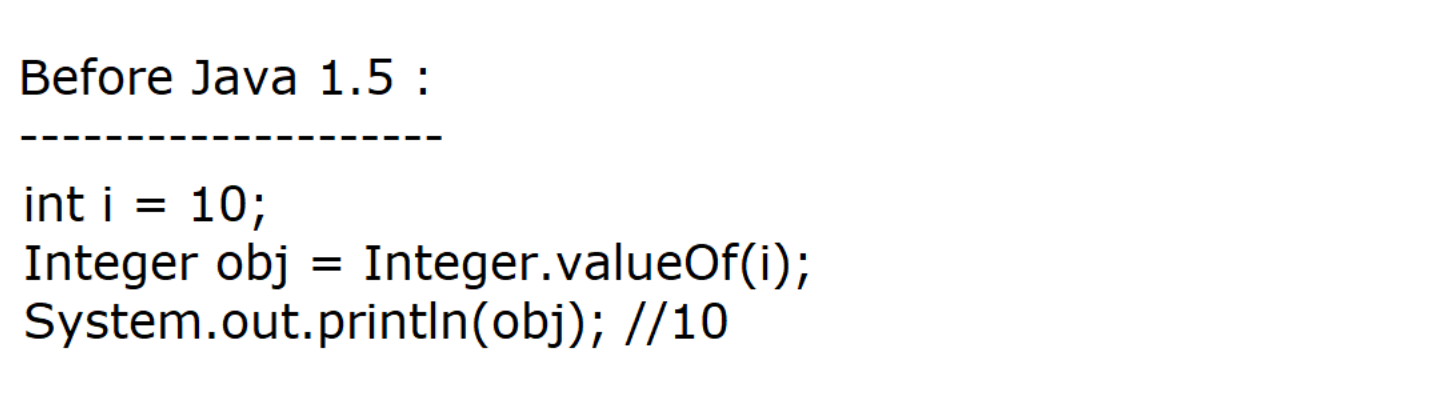 Before Java 1.5 :
--------------------
int i = 10;
Integer obj = Integer.valueOf(i);
System.out.println(obj); //10